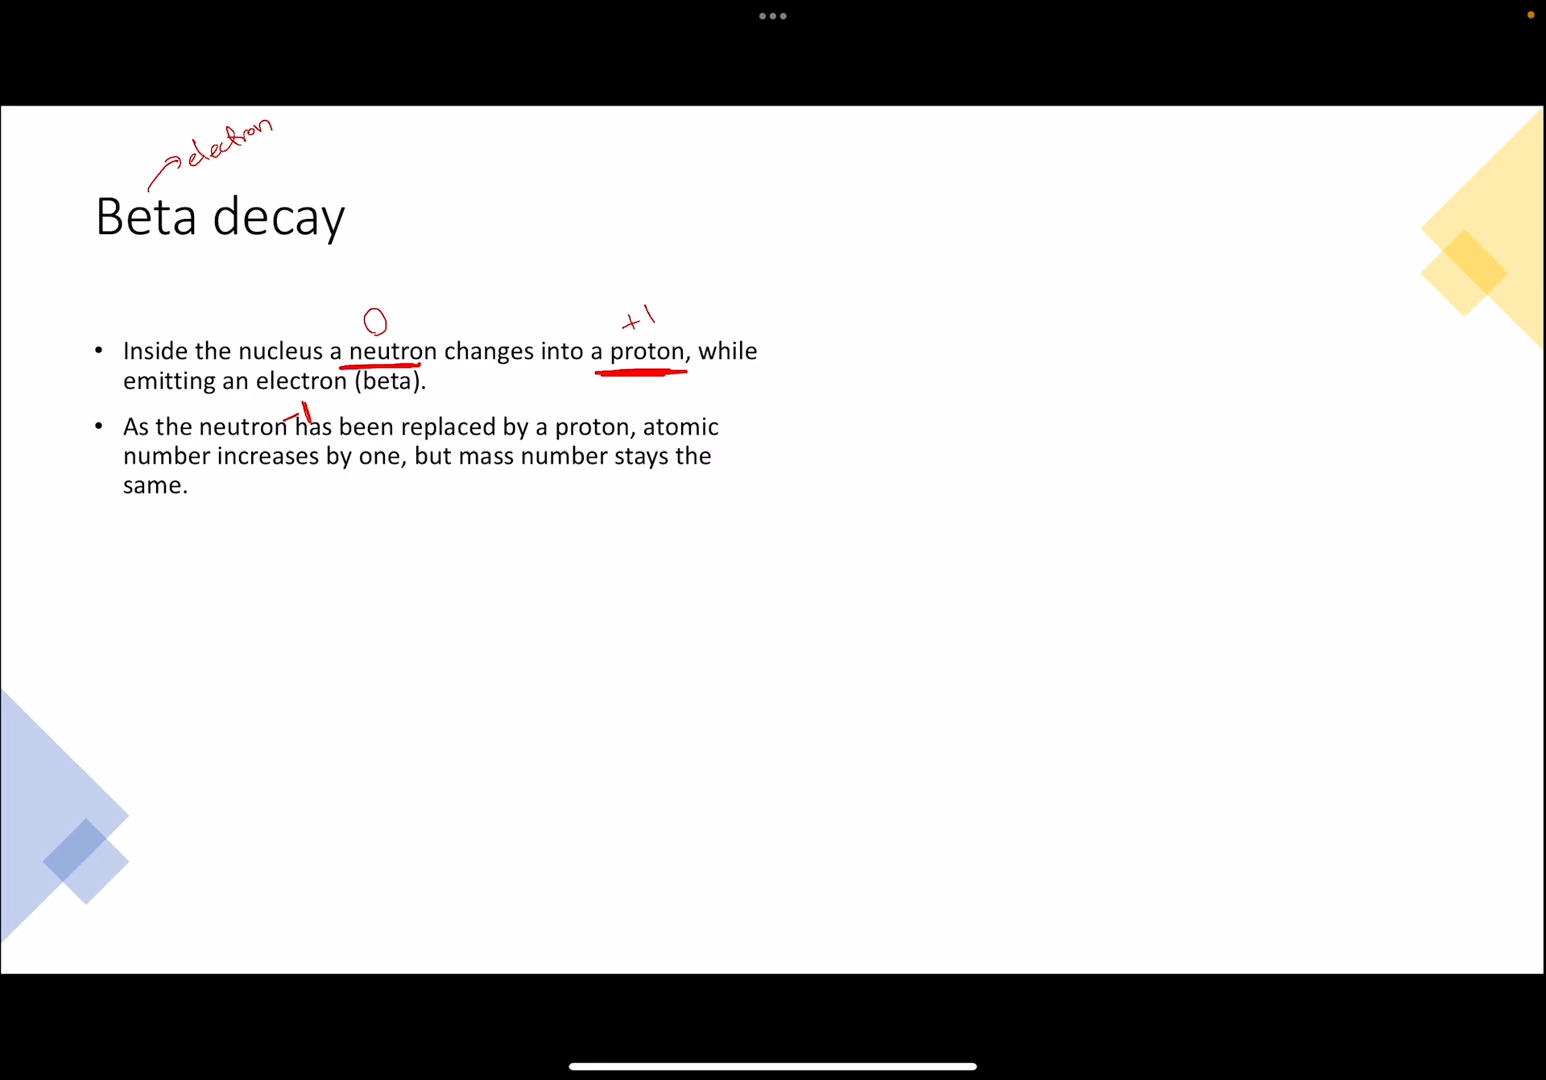 electron
Beta decay
0 +1
• Inside the nucleus a neutron changes into a proton, while
emitting an electron (beta).
-1
• As the neutron has been replaced by a proton, atomic
number increases by one, but mass number stays the
same.